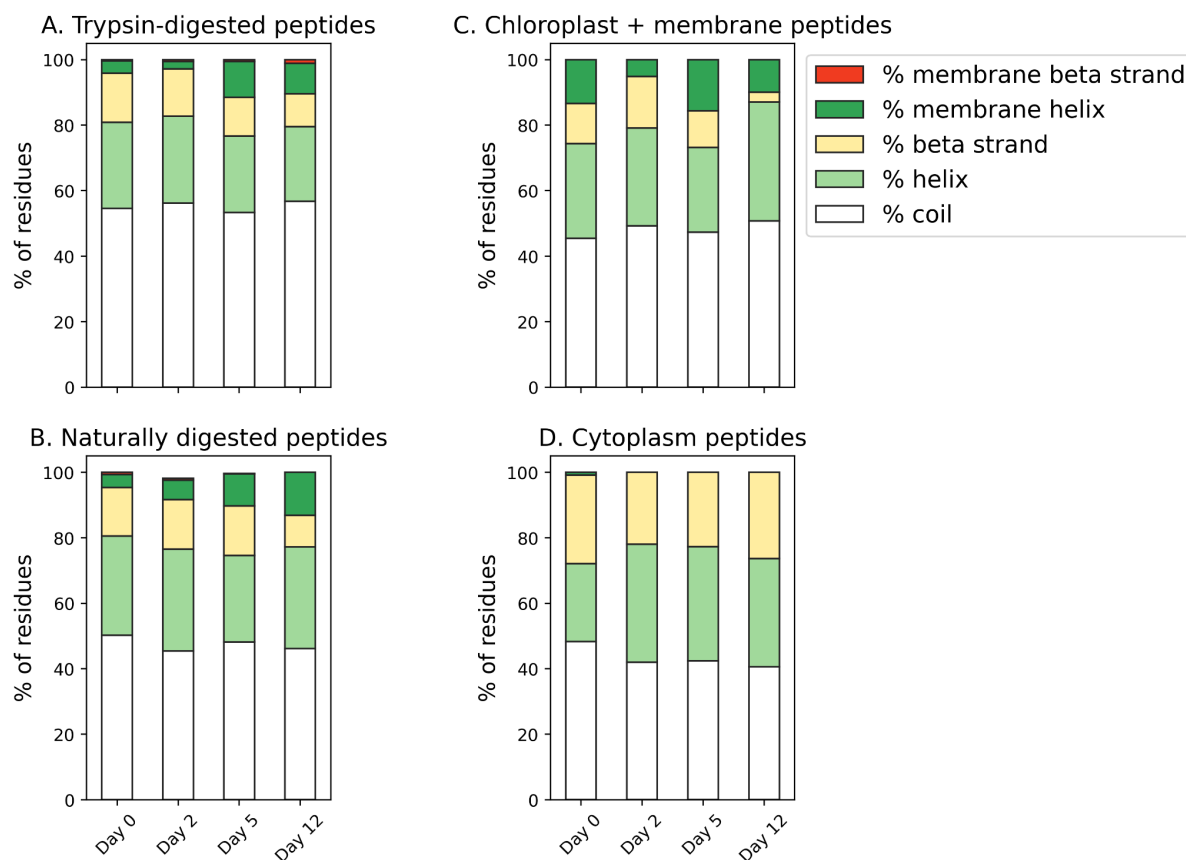 A. Trypsin-digested peptides
100
80
60
40
20
0
% of residues
C. Chloroplast + membrane peptides
100
80
60
40
20
0
% of residues
% membrane beta strand
% membrane helix
% beta strand
% helix
% coil
B. Naturally digested peptides
100
80
60
40
20
0
% of residues
Day 0
Day 2
Day 5
Day 12
D. Cytoplasm peptides
100
80
60
40
20
0
% of residues
Day 0
Day 2
Day 5
Day 12